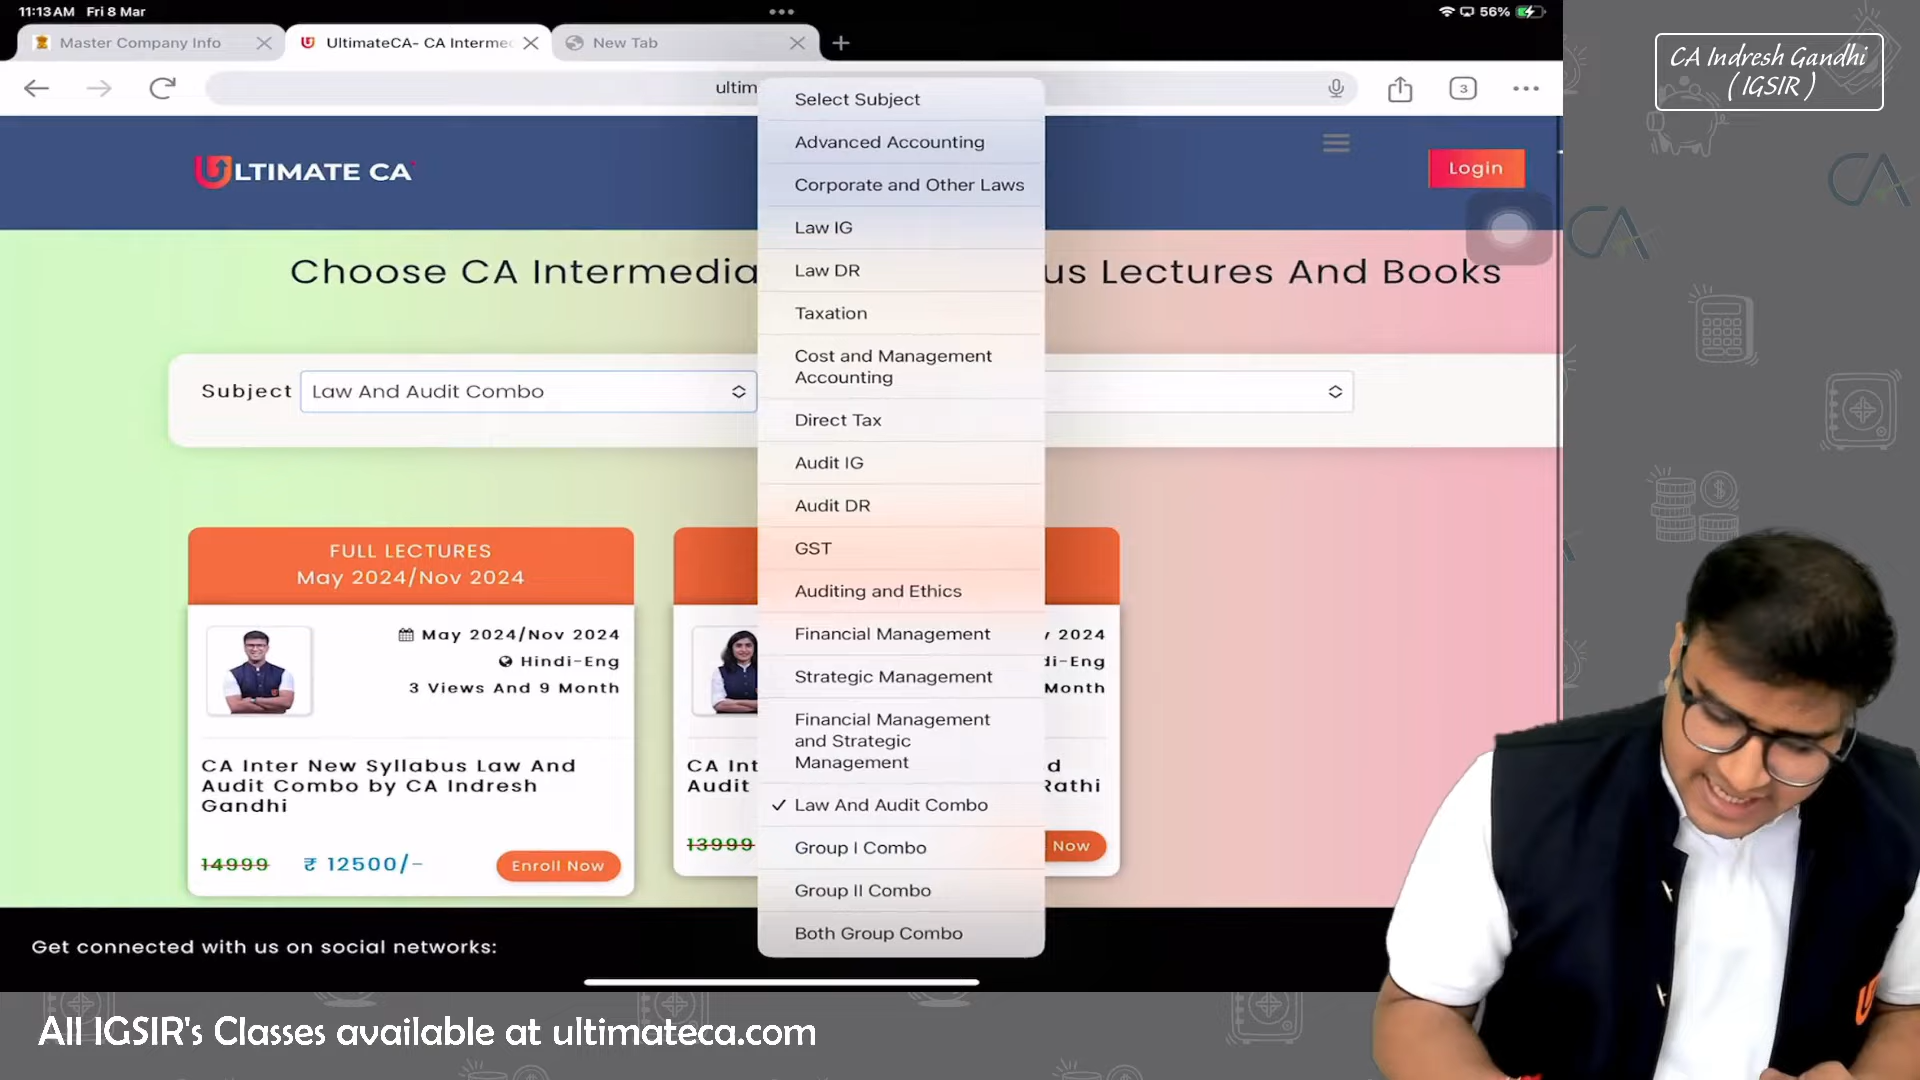 11:13 AM Fri 8 Mar
56%
Master Company Info
UltimateCA- CA Interme
New Tab
ultim
3
ULTIMATE CA
Login
Choose CA Intermedia
us Lectures And Books
Subject
Law And Audit Combo
Select Subject
Advanced Accounting
Corporate and Other Laws
Law IG
Law DR
Taxation
Cost and Management
Accounting
Direct Tax
Audit IG
Audit DR
GST
Auditing and Ethics
Financial Management
Strategic Management
Financial Management
and Strategic
Management
Law And Audit Combo
Group I Combo
Group II Combo
Both Group Combo
FULL LECTURES
May 2024/Nov 2024
May 2024/Nov 2024
Hindi-Eng
3 Views And 9 Month
CA Inter New Syllabus Law And
Audit Combo by CA Indresh
Gandhi
14999 ₹ 12500/-
Enroll Now
2024
di-Eng
Month
CA Int
d
Audit
Rathi
13999
Now
Get connected with us on social networks:
CA Indresh Gandhi
( IGSIR )
CA
CA
All IGSIR's Classes available at ultimateca.com